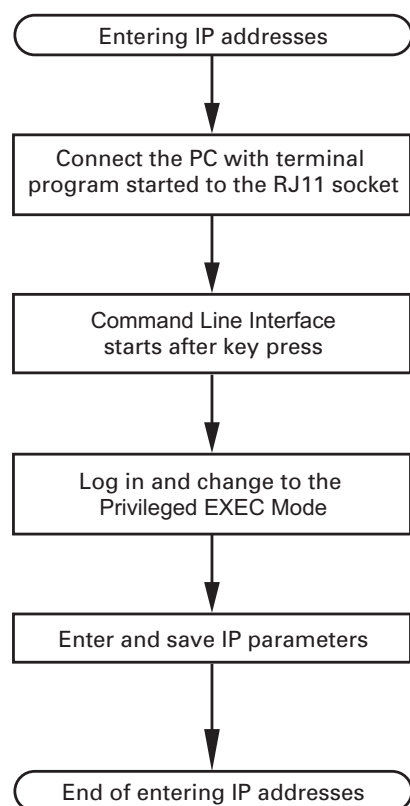 Entering IP addresses
Connect the PC with terminal
program started to the RJ11 socket
Command Line Interface
starts after key press
Log in and change to the
Privileged EXEC Mode
Enter and save IP parameters
End of entering IP addresses